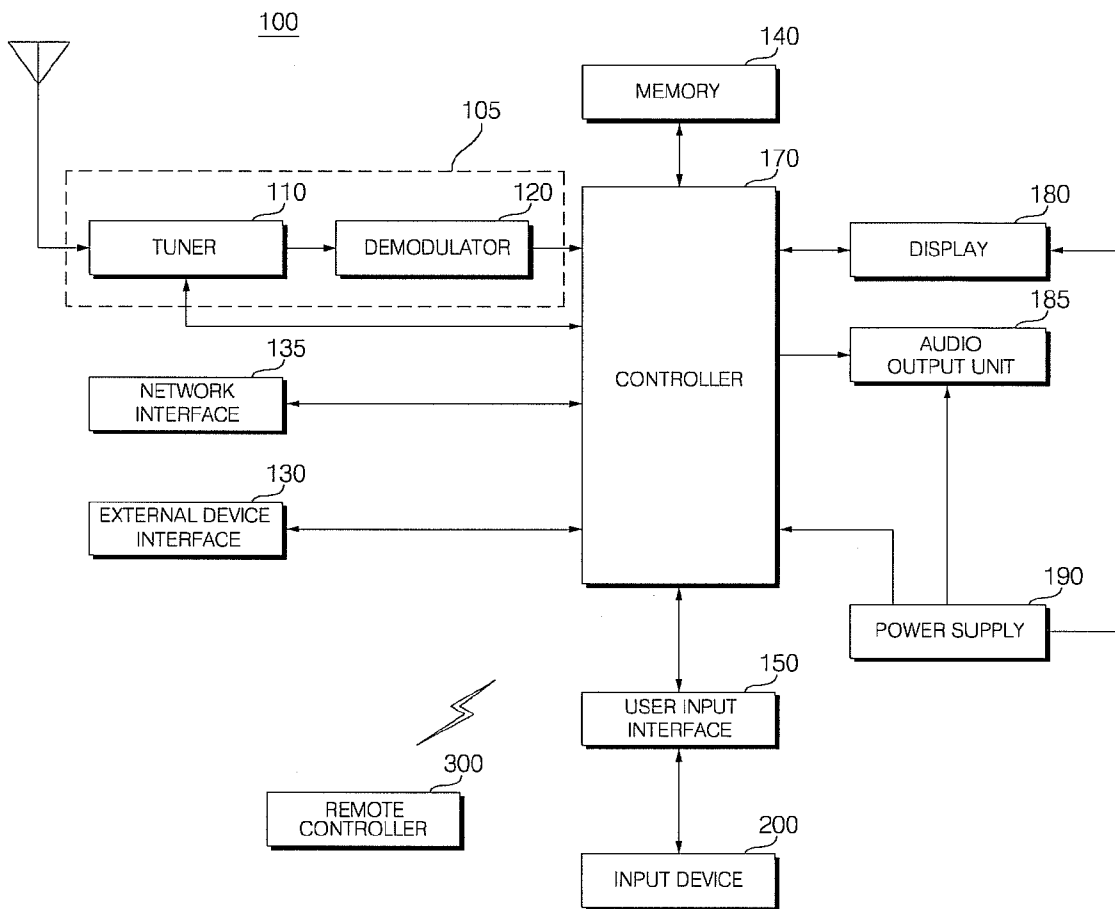 100
140
MEMORY
105
110
120
170
180
TUNER
DEMODULATOR
DISPLAY
185
AUDIO
OUTPUT UNIT
135
NETWORK
INTERFACE
CONTROLLER
130
EXTERNAL DEVICE
INTERFACE
190
POWER SUPPLY
150
USER INPUT
INTERFACE
300
REMOTE
CONTROLLER
200
INPUT DEVICE